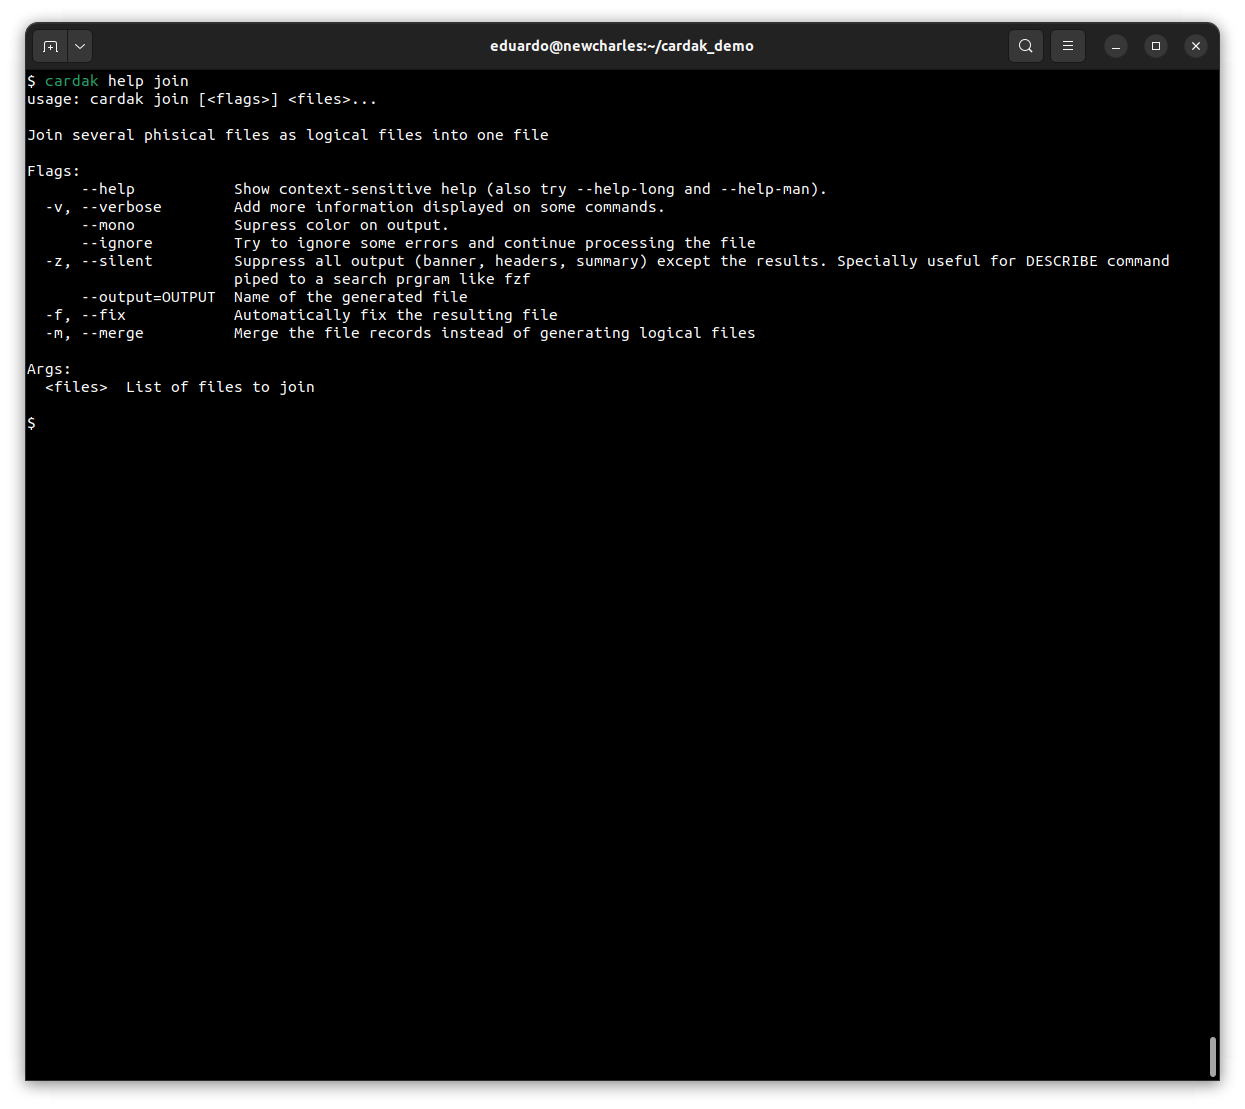 eduardo@newcharles:~/cardak_demo
$ cardak help join
usage: cardak join [<flags>] <files>...

Join several phisical files as logical files into one file

Flags:
      --help           Show context-sensitive help (also try --help-long and --help-man).
  -v, --verbose        Add more information displayed on some commands.
      --mono           Supress color on output.
      --ignore         Try to ignore some errors and continue processing the file
  -z, --silent         Suppress all output (banner, headers, summary) except the results. Specially useful for DESCRIBE command
                       piped to a search prgram like fzf
      --output=OUTPUT  Name of the generated file
  -f, --fix            Automatically fix the resulting file
  -m, --merge          Merge the file records instead of generating logical files

Args:
  <files>  List of files to join

$